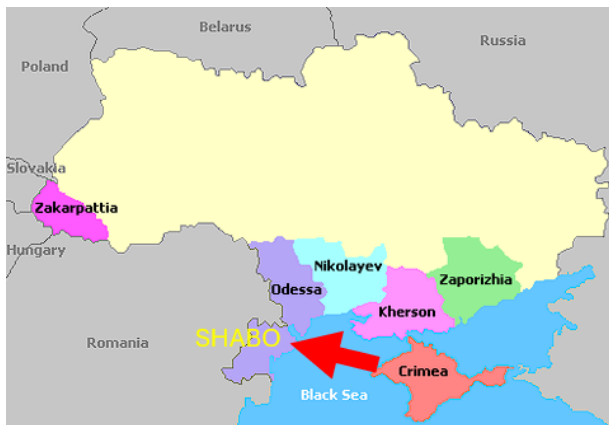 Belarus
Russia
Poland
Slovakia
Zakarpattia
Hungary
Nikolayev
Zaporizhia
Odessa
Kherson
SHABO
Romania
Crimea
Black Sea